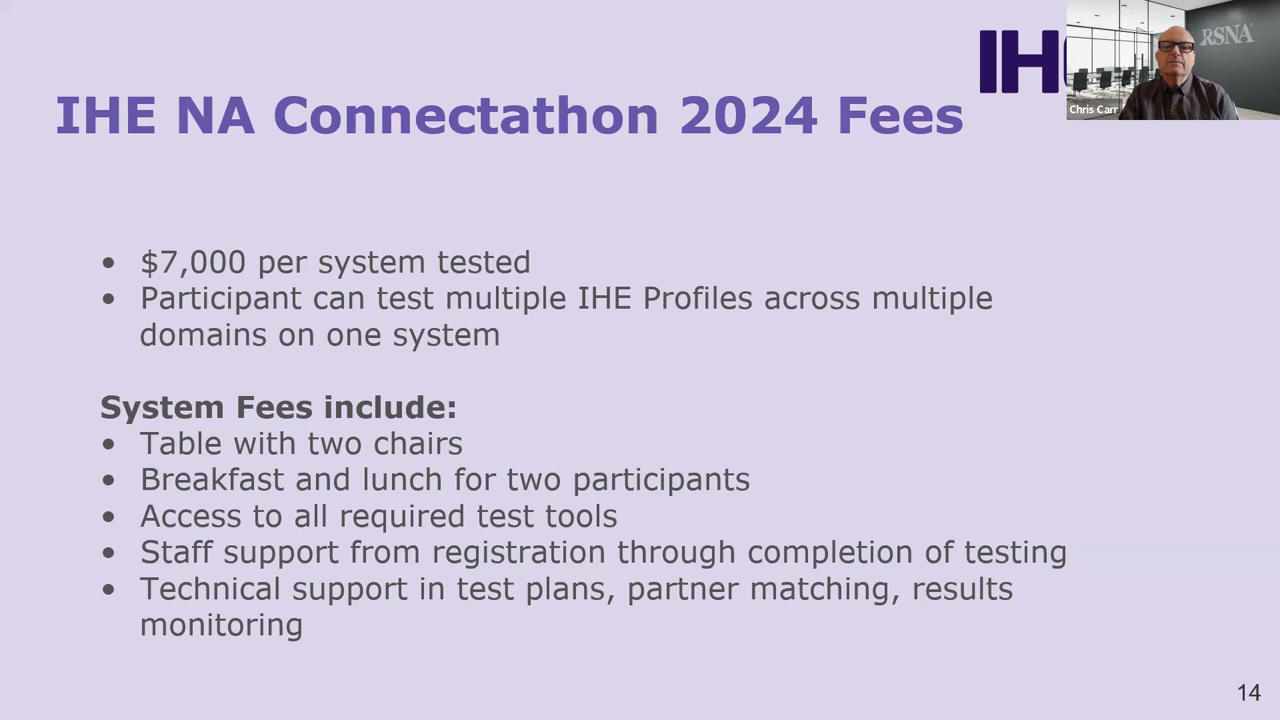 IHE
RSNA
Chris Carr
IHE NA Connectathon 2024 Fees
• $7,000 per system tested
• Participant can test multiple IHE Profiles across multiple
domains on one system
System Fees include:
• Table with two chairs
• Breakfast and lunch for two participants
• Access to all required test tools
• Staff support from registration through completion of testing
• Technical support in test plans, partner matching, results
monitoring
14